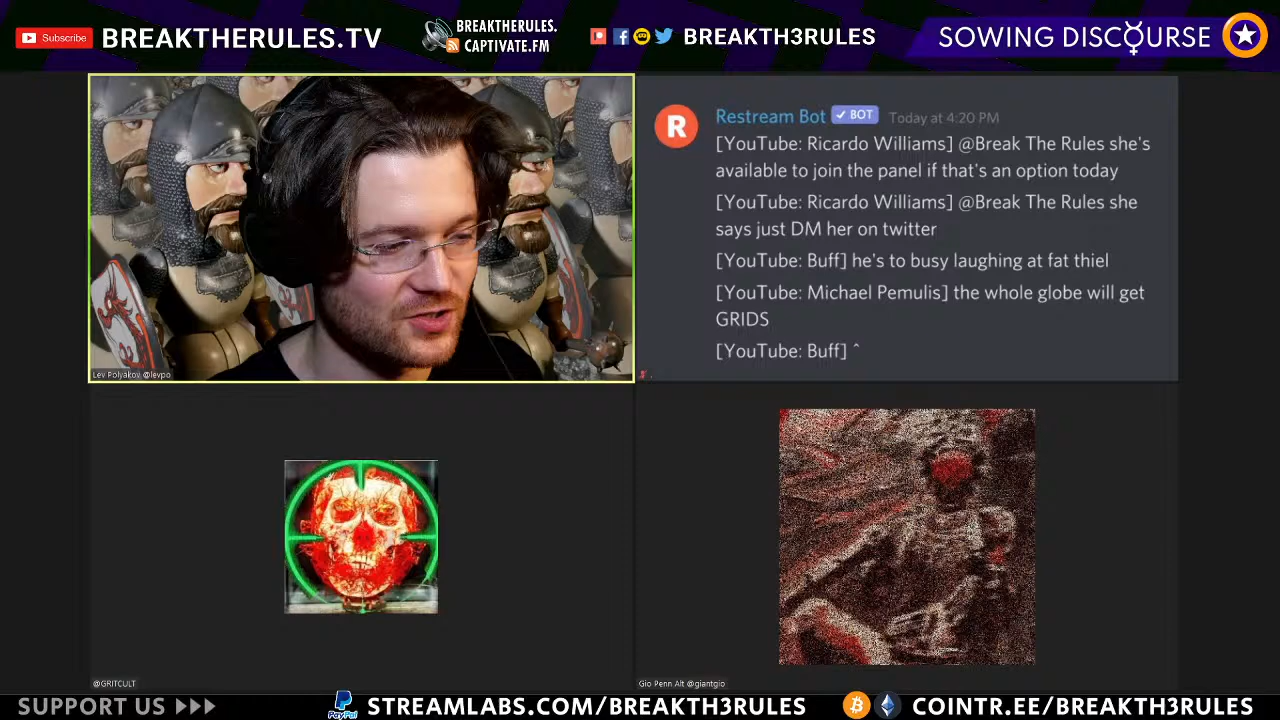 Subscribe BREAKTHERULES.TV
BREAKTHERULES.
CAPTIVATE.FM
BREAKTH3RULES
SOWING DISCOURSE
Restream Bot ✓ BOT Today at 4:20 PM
[YouTube: Ricardo Williams] @Break The Rules she's
available to join the panel if that's an option today
[YouTube: Ricardo Williams] @Break The Rules she
says just DM her on twitter
[YouTube: Buff] he's to busy laughing at fat thiel
[YouTube: Michael Pemulis] the whole globe will get
GRIDS
[YouTube: Buff] ^
R
Lev Polyakov @levpo
@GRITCULT
Gio Penn Alt @giantgio
SUPPORT US
PayPal
STREAMLABS.COM/BREAKTH3RULES
COINTR.EE/BREAKTH3RULES